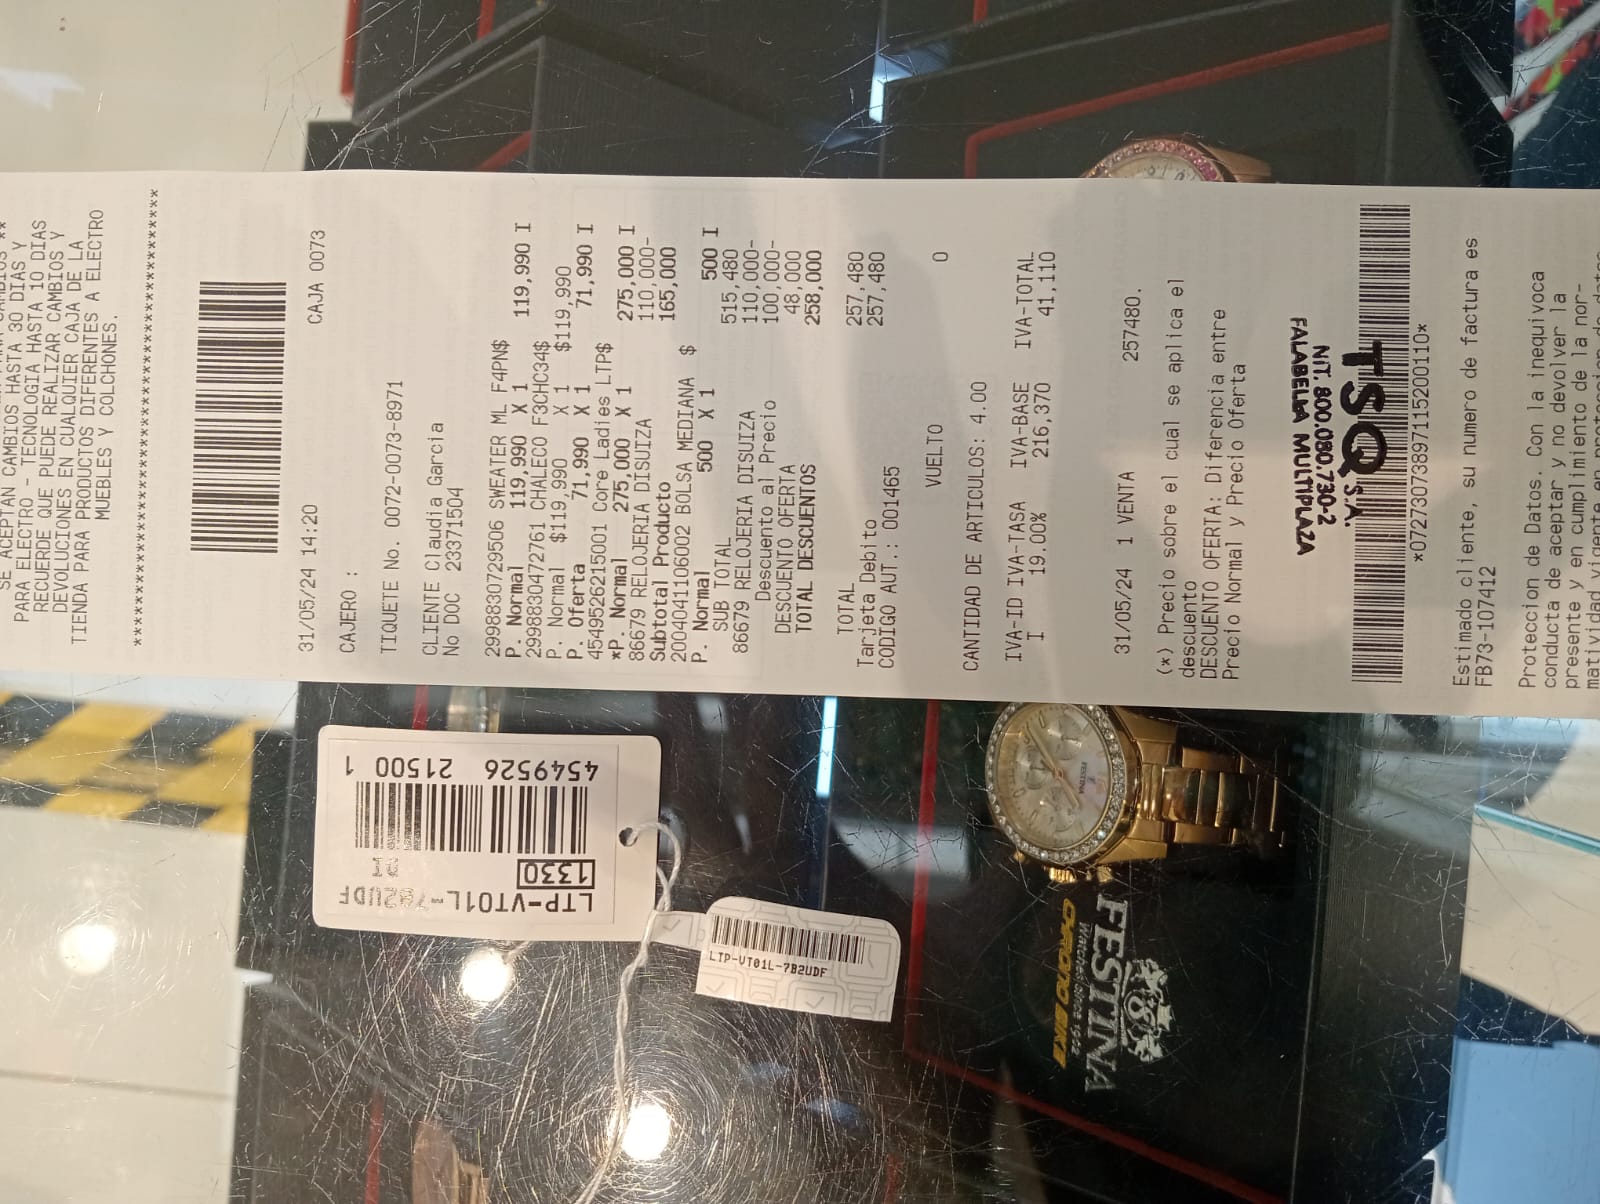 SE ACEPTAN CAMBIOS HASTA 30 DIAS Y
PARA ELECTRO - TECNOLOGIA HASTA 10 DIAS
RECUERDE QUE PUEDE REALIZAR CAMBIOS Y
DEVOLUCIONES EN CUALQUIER CAJA DE LA
TIENDA PARA PRODUCTOS DIFERENTES A ELECTRO
MUEBLES Y COLCHONES.
******************************************
31/05/24 14:20 CAJA 0073
CAJERO :
TIQUETE No. 0072-0073-8971
CLIENTE Claudia Garcia
No DOC 23371504
2998830729506 SWEATER ML F4PN$
P. Normal 119,990 X 1 119,990 I
2998830472761 CHALECO F3CHC34$
P. Normal $119,990 X 1 $119,990
P. Oferta 71,990 X 1 71,990 I
4549526215001 Core Ladies LTP$
*P. Normal 275,000 X 1 275,000 I
86679 RELOJERIA DISUIZA 110,000-
Subtotal Producto 165,000
2004041106002 BOLSA MEDIANA $
P. Normal 500 X 1 500 I
SUB TOTAL 515,480
86679 RELOJERIA DISUIZA 110,000-
Descuento al Precio 100,000-
DESCUENTO OFERTA 48,000
TOTAL DESCUENTOS 258,000
TOTAL 257,480
Tarjeta Debito 257,480
CODIGO AUT.: 001465
VUELTO 0
CANTIDAD DE ARTICULOS: 4.00
IVA-ID IVA-TASA IVA-BASE IVA-TOTAL
I 19.00% 216,370 41,110
31/05/24 1 VENTA 257480.
(*) Precio sobre el cual se aplica el
descuento
DESCUENTO OFERTA: Diferencia entre
Precio Normal y Precio Oferta
FALABELLA MULTIPLAZA
NIT. 800.080.730-2
TSQ S.A.
*072730738971152001​10*
Estimado cliente, su numero de factura es
FB73-107412
Proteccion de Datos. Con la inequivoca
conducta de aceptar y no devolver la
presente y en cumplimiento de la nor-
4549526 21500 1
1330
LTP-VT01L-7B2UDF
LTP-VT01L-7B2UDF
FESTINA
FESTINA
Watches since 1902
CHRONO BIKE